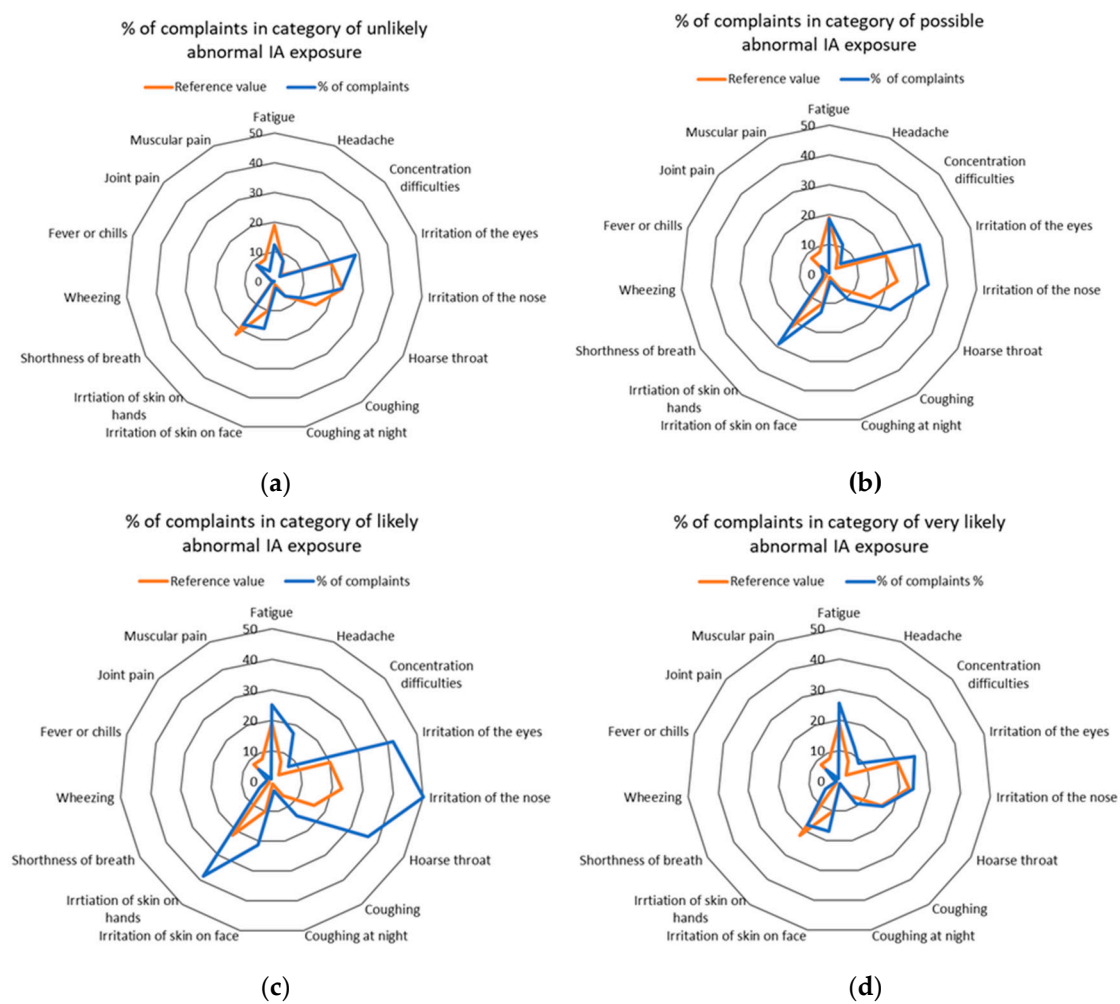 % of complaints in category of unlikely
abnormal IA exposure
Reference value
% of complaints
Fatigue
Headache
Concentration
difficulties
Irritation of the eyes
Irritation of the nose
Hoarse throat
Coughing
Coughing at night
Irritation of skin on face
Irrtiation of skin on
hands
Shorthness of breath
Wheezing
Fever or chills
Joint pain
Muscular pain
50
40
30
20
10
0
(a)
% of complaints in category of possible
abnormal IA exposure
Reference value
% of complaints
Fatigue
Headache
Concentration
difficulties
Irritation of the eyes
Irritation of the nose
Hoarse throat
Coughing
Coughing at night
Irritation of skin on face
Irrtiation of skin on
hands
Shorthness of breath
Wheezing
Fever or chills
Joint pain
Muscular pain
50
40
30
20
10
0
(b)
% of complaints in category of likely
abnormal IA exposure
Reference value
% of complaints
Fatigue
Headache
Concentration
difficulties
Irritation of the eyes
Irritation of the nose
Hoarse throat
Coughing
Coughing at night
Irritation of skin on face
Irrtiation of skin on
hands
Shorthness of breath
Wheezing
Fever or chills
Joint pain
Muscular pain
50
40
30
20
10
0
(c)
% of complaints in category of very likely
abnormal IA exposure
Reference value
% of complaints %
Fatigue
Headache
Concentration
difficulties
Irritation of the eyes
Irritation of the nose
Hoarse throat
Coughing
Coughing at night
Irritation of skin on face
Irrtiation of skin on
hands
Shorthness of breath
Wheezing
Fever or chills
Joint pain
Muscular pain
50
40
30
20
10
0
(d)